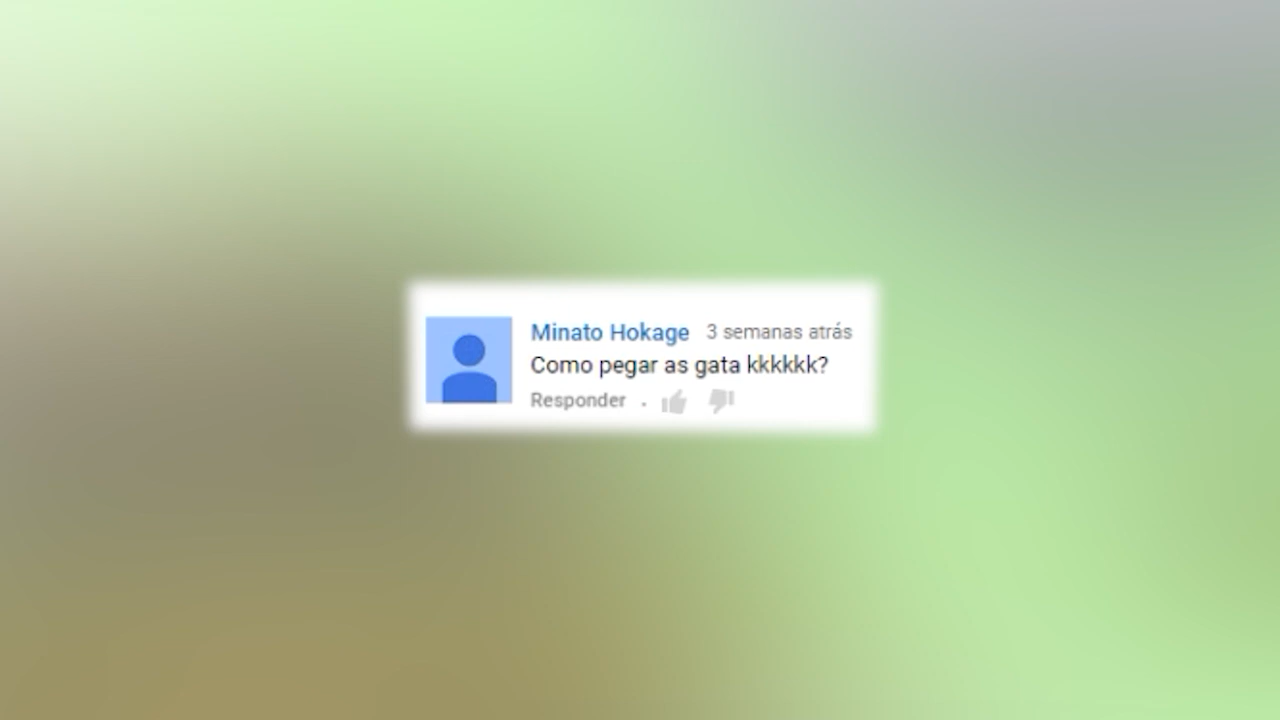 Minato Hokage 3 semanas atrás
Como pegar as gata kkkkkk?
Responder .